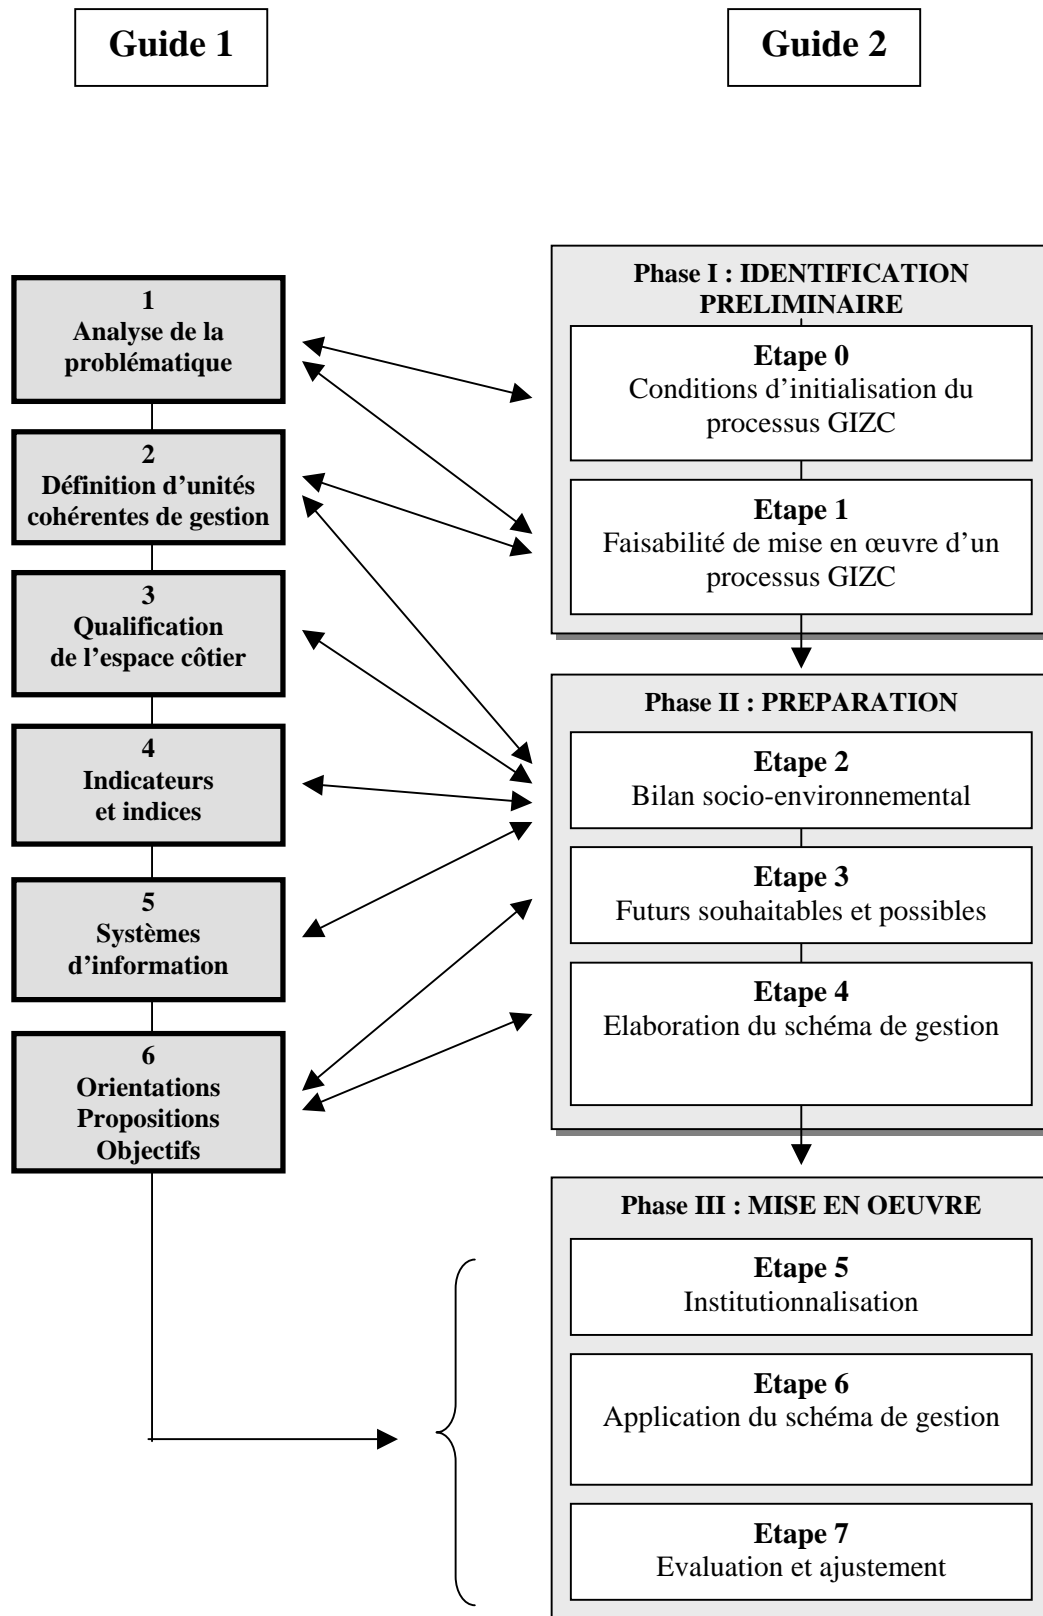 Guide 1
Guide 2
1
Analyse de la
problématique
2
Définition d’unités
cohérentes de gestion
3
Qualification
de l’espace côtier
4
Indicateurs
et indices
5
Systèmes
d’information
6
Orientations
Propositions
Objectifs
Phase I : IDENTIFICATION
PRELIMINAIRE
Etape 0
Conditions d’initialisation du
processus GIZC
Etape 1
Faisabilité de mise en œuvre d’un
processus GIZC
Phase II : PREPARATION
Etape 2
Bilan socio-environnemental
Etape 3
Futurs souhaitables et possibles
Etape 4
Elaboration du schéma de gestion
Phase III : MISE EN OEUVRE
Etape 5
Institutionnalisation
Etape 6
Application du schéma de gestion
Etape 7
Evaluation et ajustement